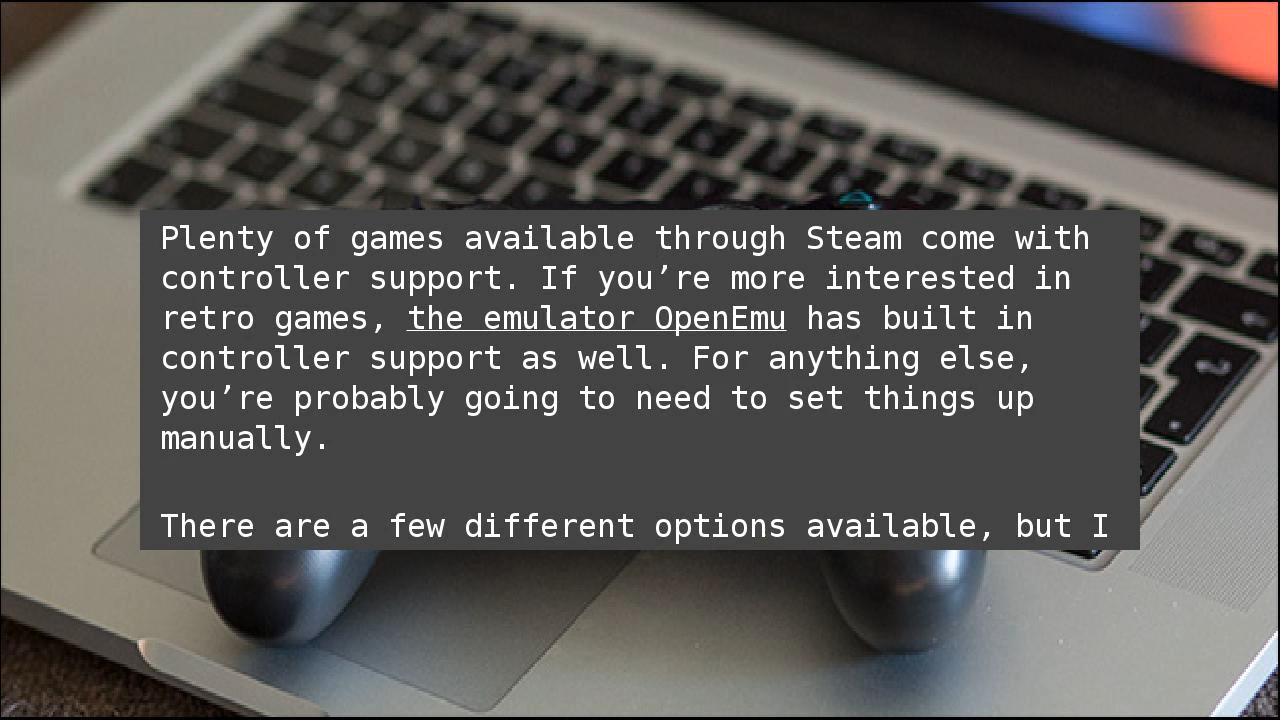 Plenty of games available through Steam come with
controller support. If you’re more interested in
retro games, the emulator OpenEmu has built in
controller support as well. For anything else,
you’re probably going to need to set things up
manually.
There are a few different options available, but I